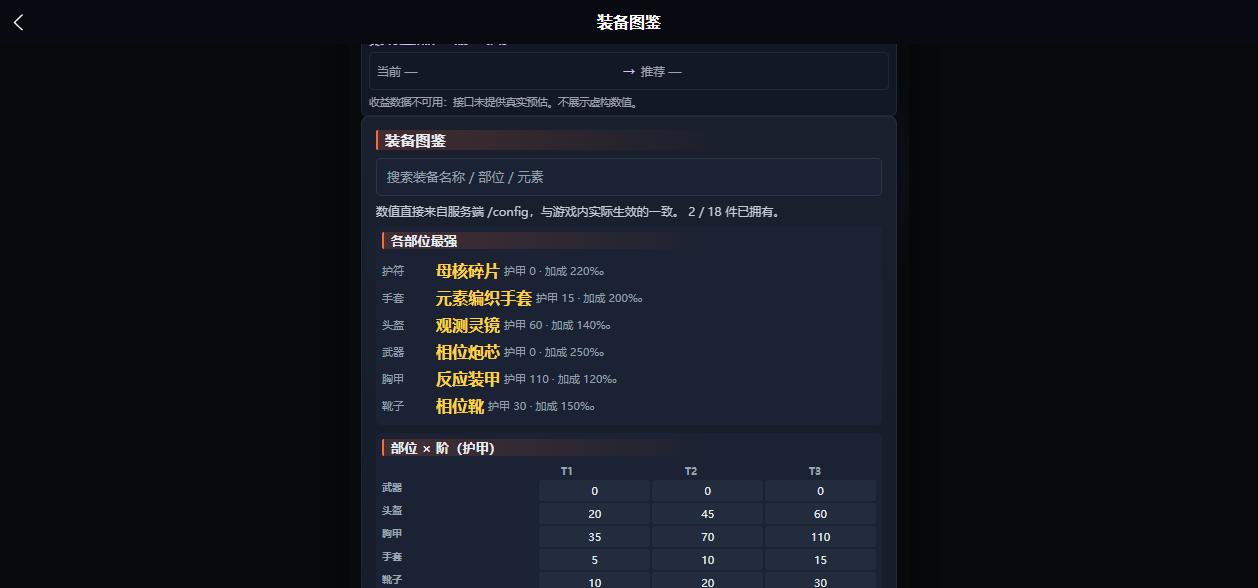 装备图鉴
当前 — → 推荐 —
收益数据不可用：接口未提供真实预估。不展示虚构数值。
装备图鉴
搜索装备名称 / 部位 / 元素
数值直接来自服务端 /config，与游戏内实际生效的一致。 2 / 18 件已拥有。
各部位最强
护符 母核碎片 护甲 0 · 加成 220‰
手套 元素编织手套 护甲 15 · 加成 200‰
头盔 观测灵镜 护甲 60 · 加成 140‰
武器 相位炮芯 护甲 0 · 加成 250‰
胸甲 反应装甲 护甲 110 · 加成 120‰
靴子 相位靴 护甲 30 · 加成 150‰
部位 × 阶（护甲）
T1 T2 T3
武器 0 0 0
头盔 20 45 60
胸甲 35 70 110
手套 5 10 15
靴子 10 20 30